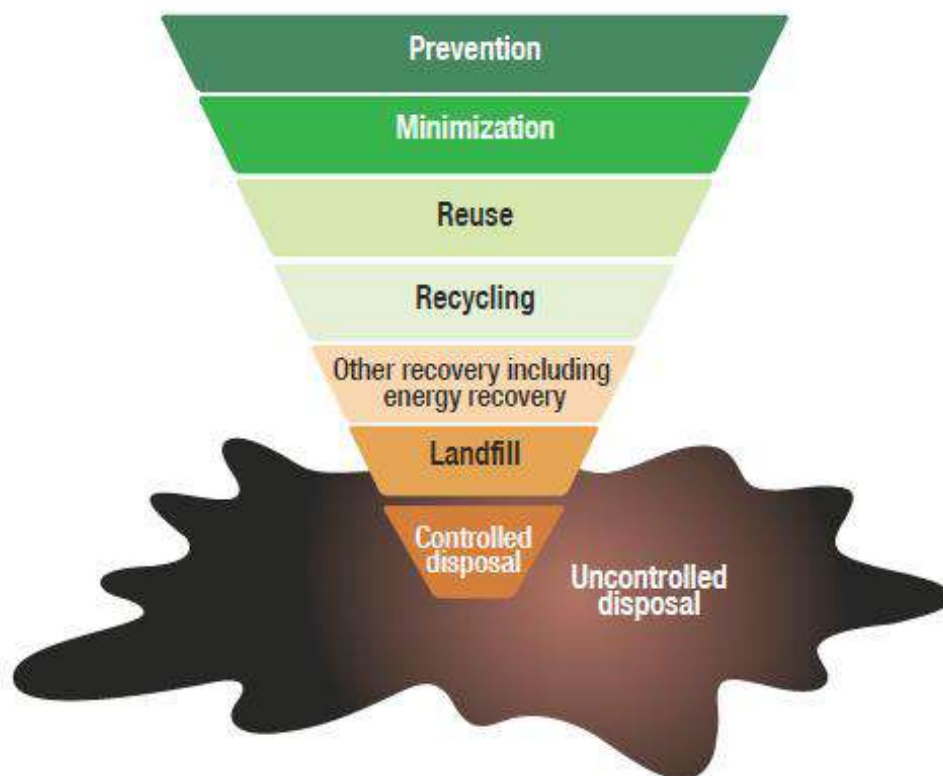 Prevention
Minimization
Reuse
Recycling
Other recovery including
energy recovery
Landfill
Controlled
disposal
Uncontrolled
disposal